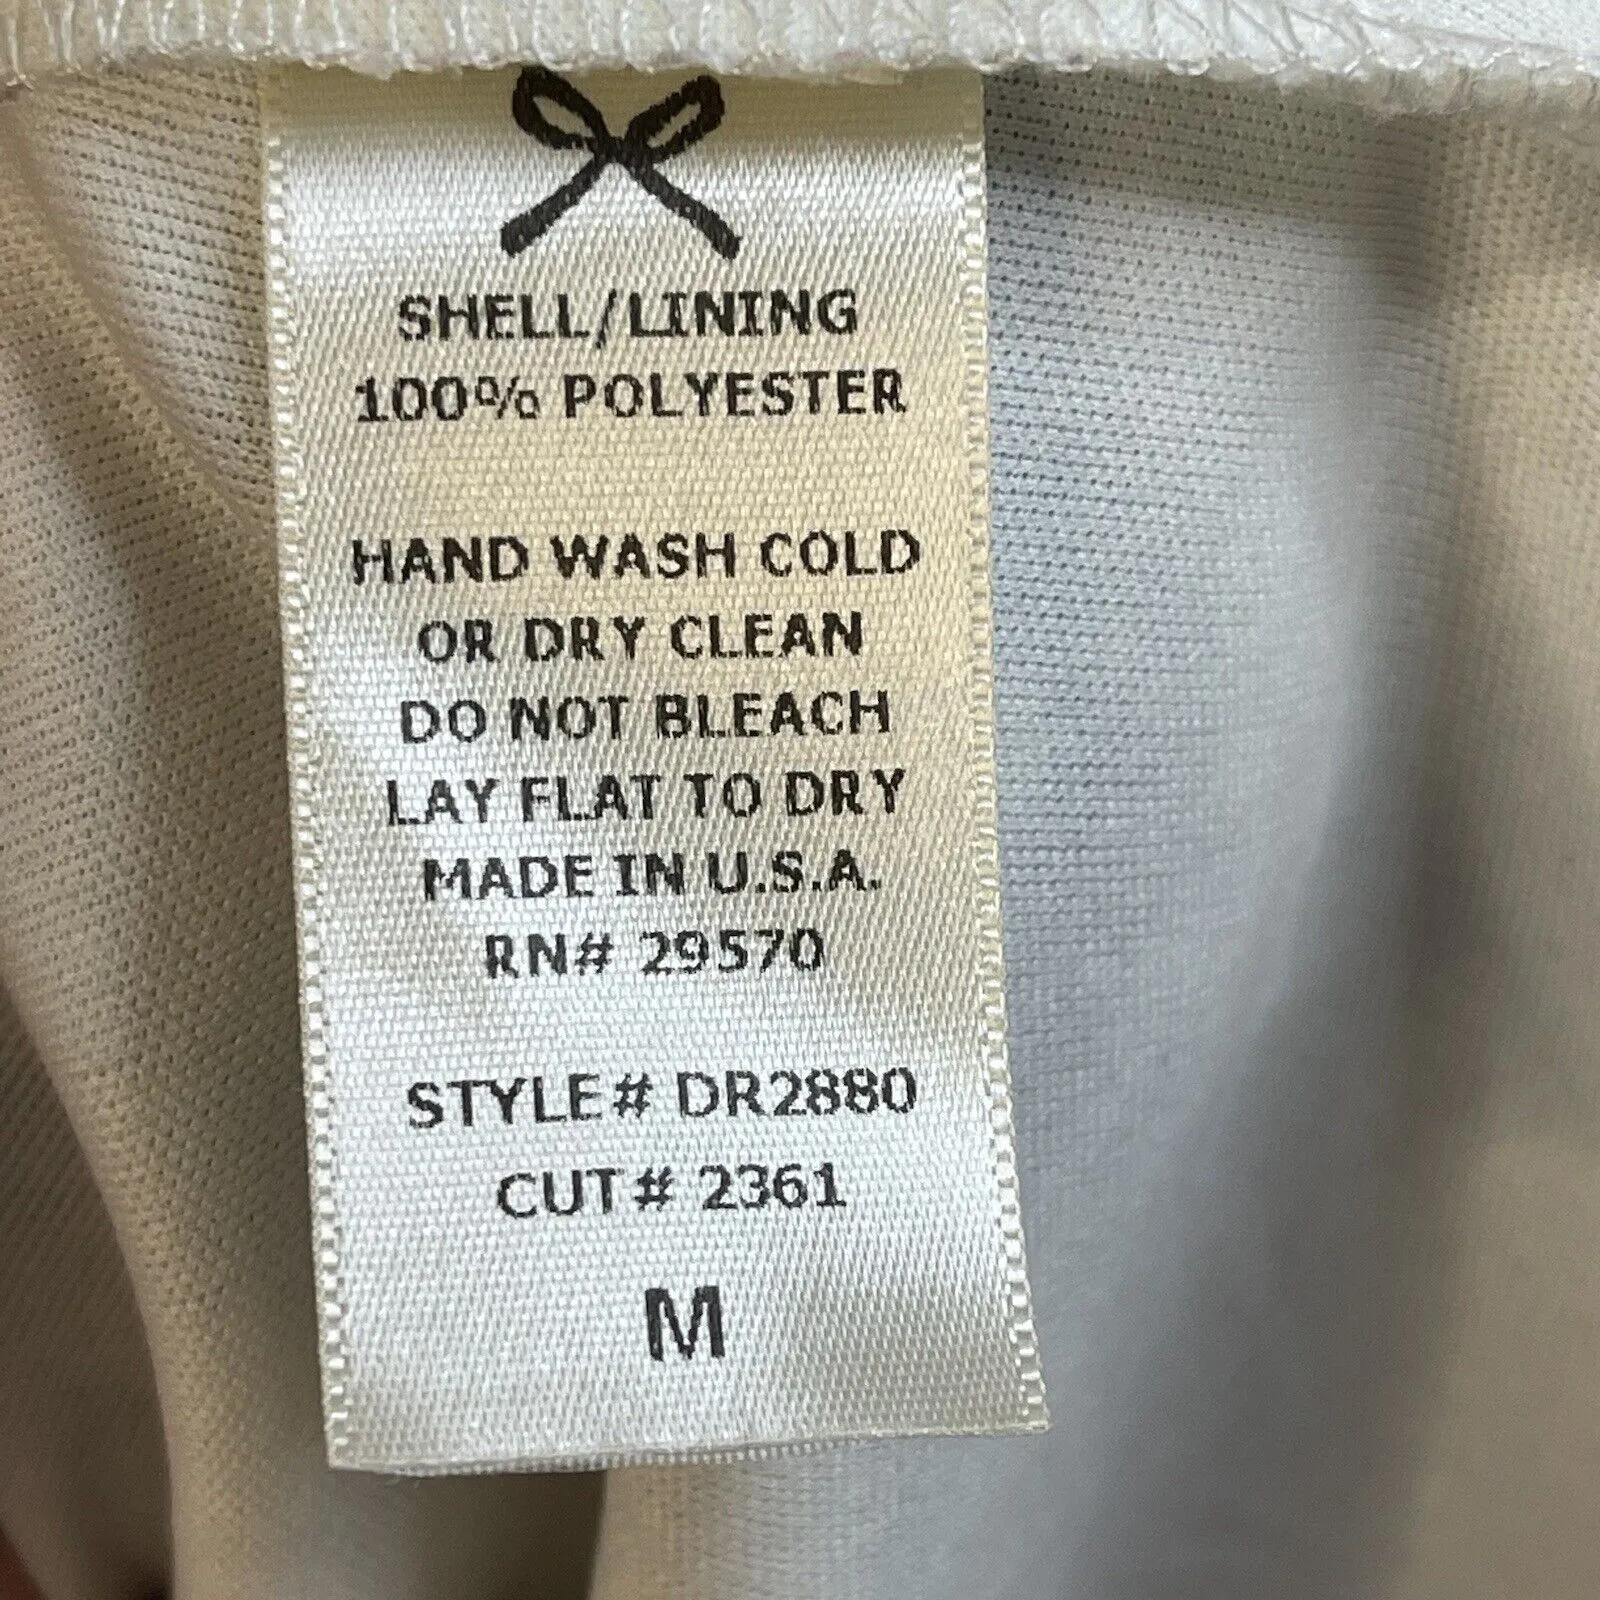 SHELL/LINING
100% POLYESTER
HAND WASH COLD
OR DRY CLEAN
DO NOT BLEACH
LAY FLAT TO DRY
MADE IN U.S.A.
RN# 29570
STYLE# DR2880
CUT# 2361
M